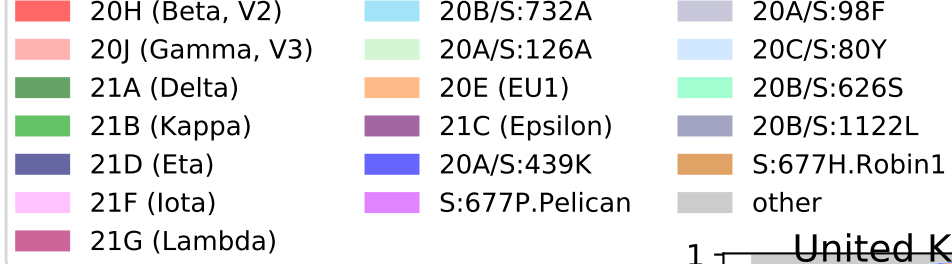 20H (Beta, V2) 20B/S:732A 20A/S:98F
20J (Gamma, V3) 20A/S:126A 20C/S:80Y
21A (Delta) 20E (EU1) 20B/S:626S
21B (Kappa) 21C (Epsilon) 20B/S:1122L
21D (Eta) 20A/S:439K S:677H.Robin1
21F (Iota) S:677P.Pelican other
21G (Lambda)
1 United K